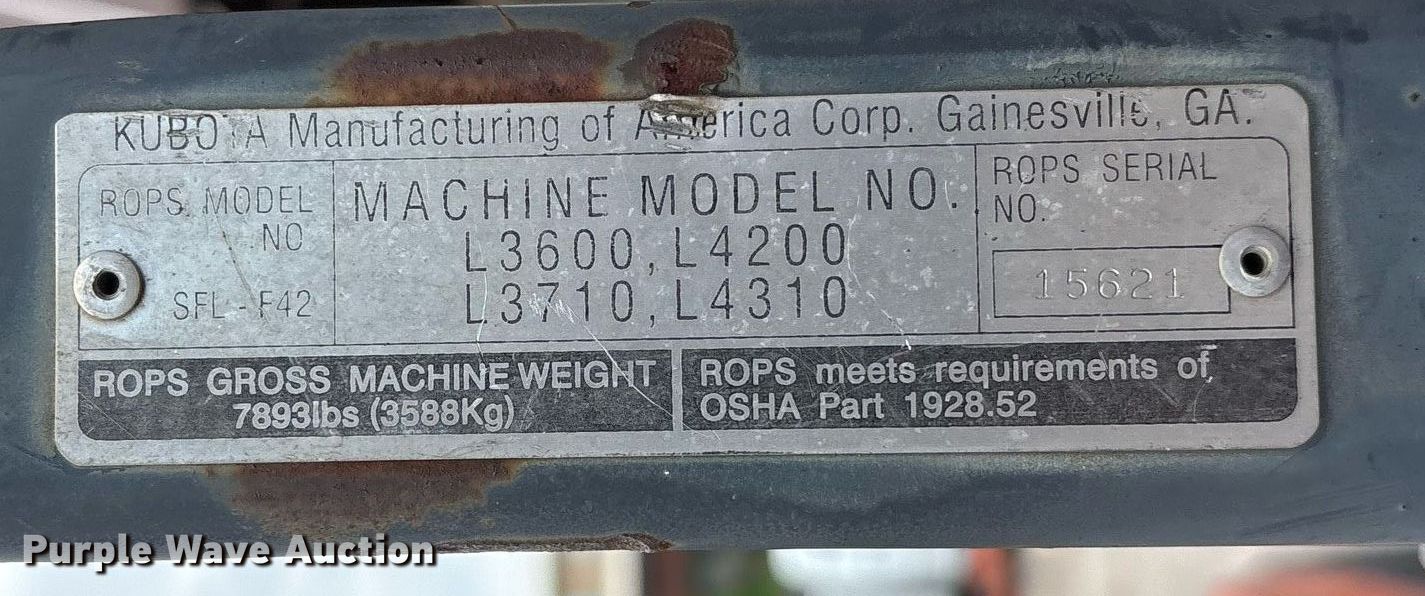 KUBOTA Manufacturing of America Corp. Gainesville, GA.
ROPS MODEL
NO
SFL-F42
MACHINE MODEL NO.
L3600, L4200
L3710, L4310
ROPS SERIAL
NO.
15621
ROPS GROSS MACHINE WEIGHT
7893lbs (3588Kg)
ROPS meets requirements of
OSHA Part 1928.52
Purple Wave Auction